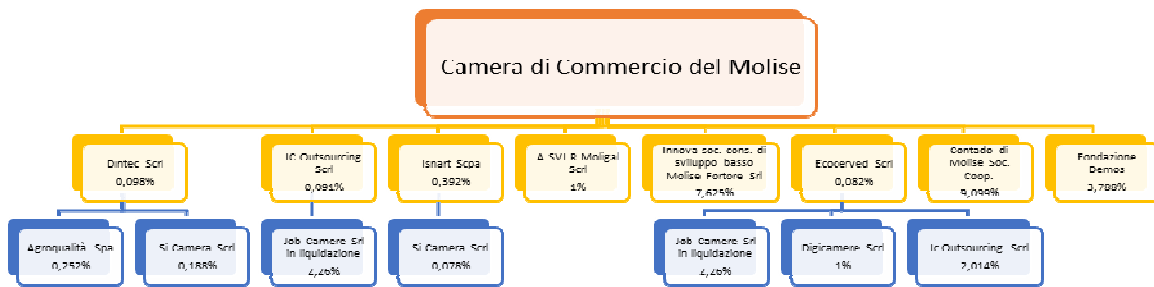 Camera di Commercio del Molise
Dintec Scrl
0,098%
IC Outsourcing
Scrl
0,091%
Isnart Scpa
0,392%
A.SVI.R Moligal
Scrl
1%
Innova soc. cons. di
sviluppo basso
Molise Fortore Srl
7,625%
Ecocerved Scrl
0,082%
Contado di
Molise Soc.
Coop.
9,099%
Fondazione
Demos
3,788%
Agroqualità Spa
0,252%
Si Camera Scrl
0,188%
Job Camere Srl
in liquidazione
2,26%
Si Camera Scrl
0,078%
Job Camere Srl
in liquidazione
2,26%
Digicamere Scrl
1%
Ic Outsourcing Scrl
2,014%